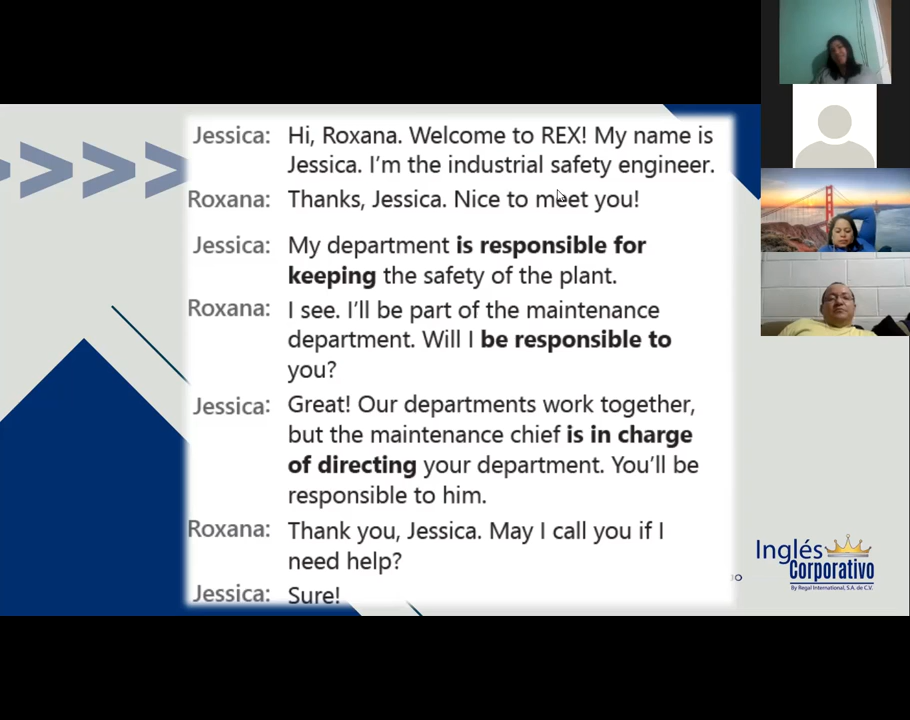 Jessica: Hi, Roxana. Welcome to REX! My name is
Jessica. I'm the industrial safety engineer.
Roxana: Thanks, Jessica. Nice to meet you!
Jessica: My department is responsible for
keeping the safety of the plant.
Roxana: I see. I'll be part of the maintenance
department. Will I be responsible to
you?
Jessica: Great! Our departments work together,
but the maintenance chief is in charge
of directing your department. You'll be
responsible to him.
Roxana: Thank you, Jessica. May I call you if I
need help?
Jessica: Sure!
Inglés
Corporativo
By Regal International, S.A. de C.V.